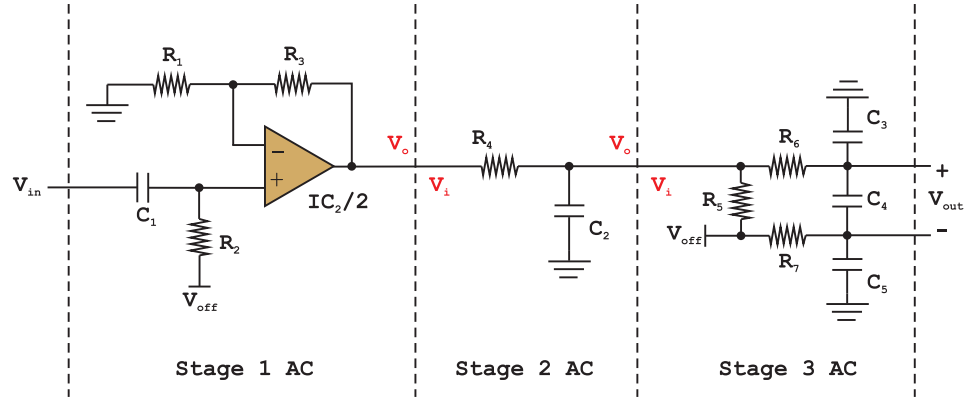 R₁
R₃
C₃
Vₒ
R₄
Vₒ
R₆
+
−
+
Vᵢₙ
C₁
IC₂/2
Vᵢ
Vᵢ
R₅
C₄
Vₒᵤₜ
R₂
C₂
Vₒff
−
R₇
Vₒff
C₅
Stage 1 AC
Stage 2 AC
Stage 3 AC